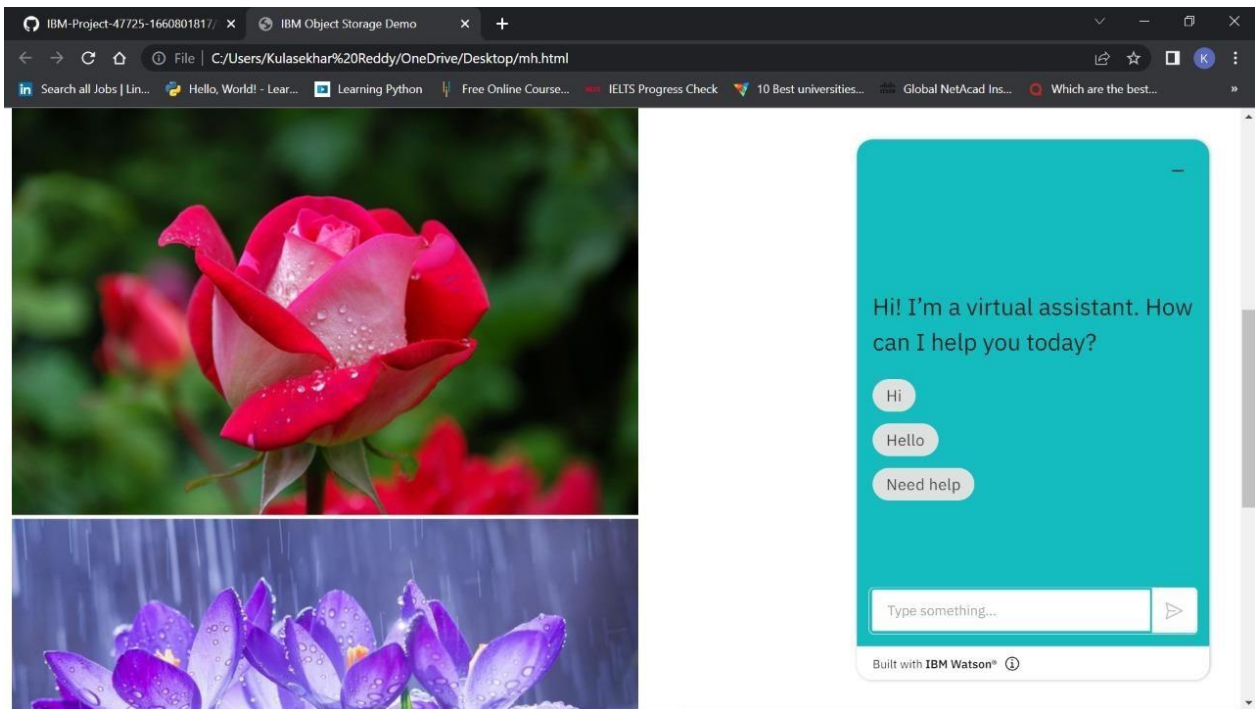 IBM-Project-47725-1660801817/
IBM Object Storage Demo
File | C:/Users/Kulasekhar%20Reddy/OneDrive/Desktop/mh.html
K
in Search all Jobs | Lin...
Hello, World! - Lear...
Learning Python
Free Online Course...
IELTS Progress Check
10 Best universities...
Global NetAcad Ins...
Which are the best...
»
Hi! I’m a virtual assistant. How
can I help you today?
Hi
Hello
Need help
Type something...
Built with IBM Watson®